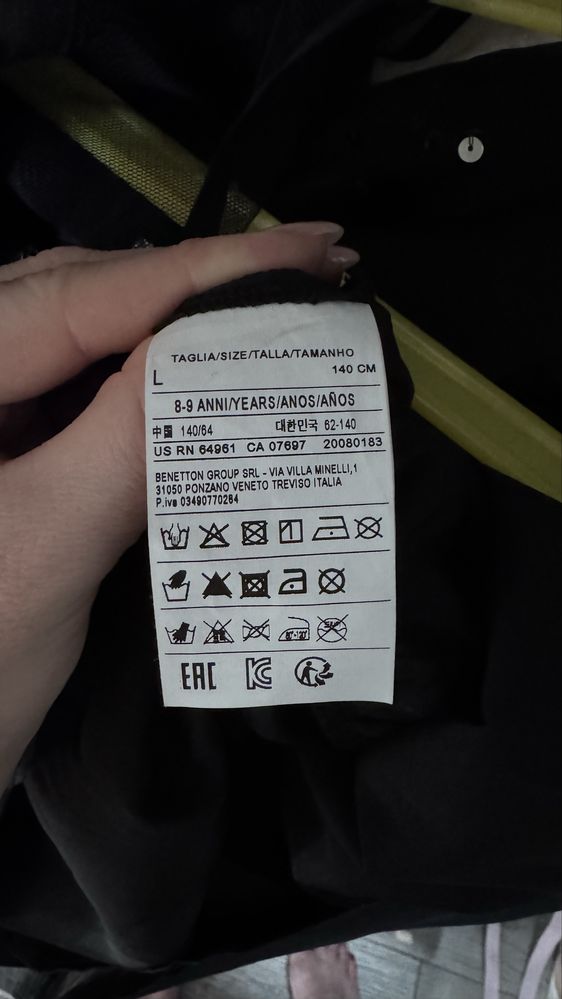 TAGLIA/SIZE/TALLA/TAMANHO
L 140 CM
8-9 ANNI/YEARS/ANOS/AÑOS
中国 140/64 대한민국 62-140
US RN 64961 CA 07697 20080183
BENETTON GROUP SRL - VIA VILLA MINELLI,1
31050 PONZANO VENETO TREVISO ITALIA
P.iva 03490770264
EAC